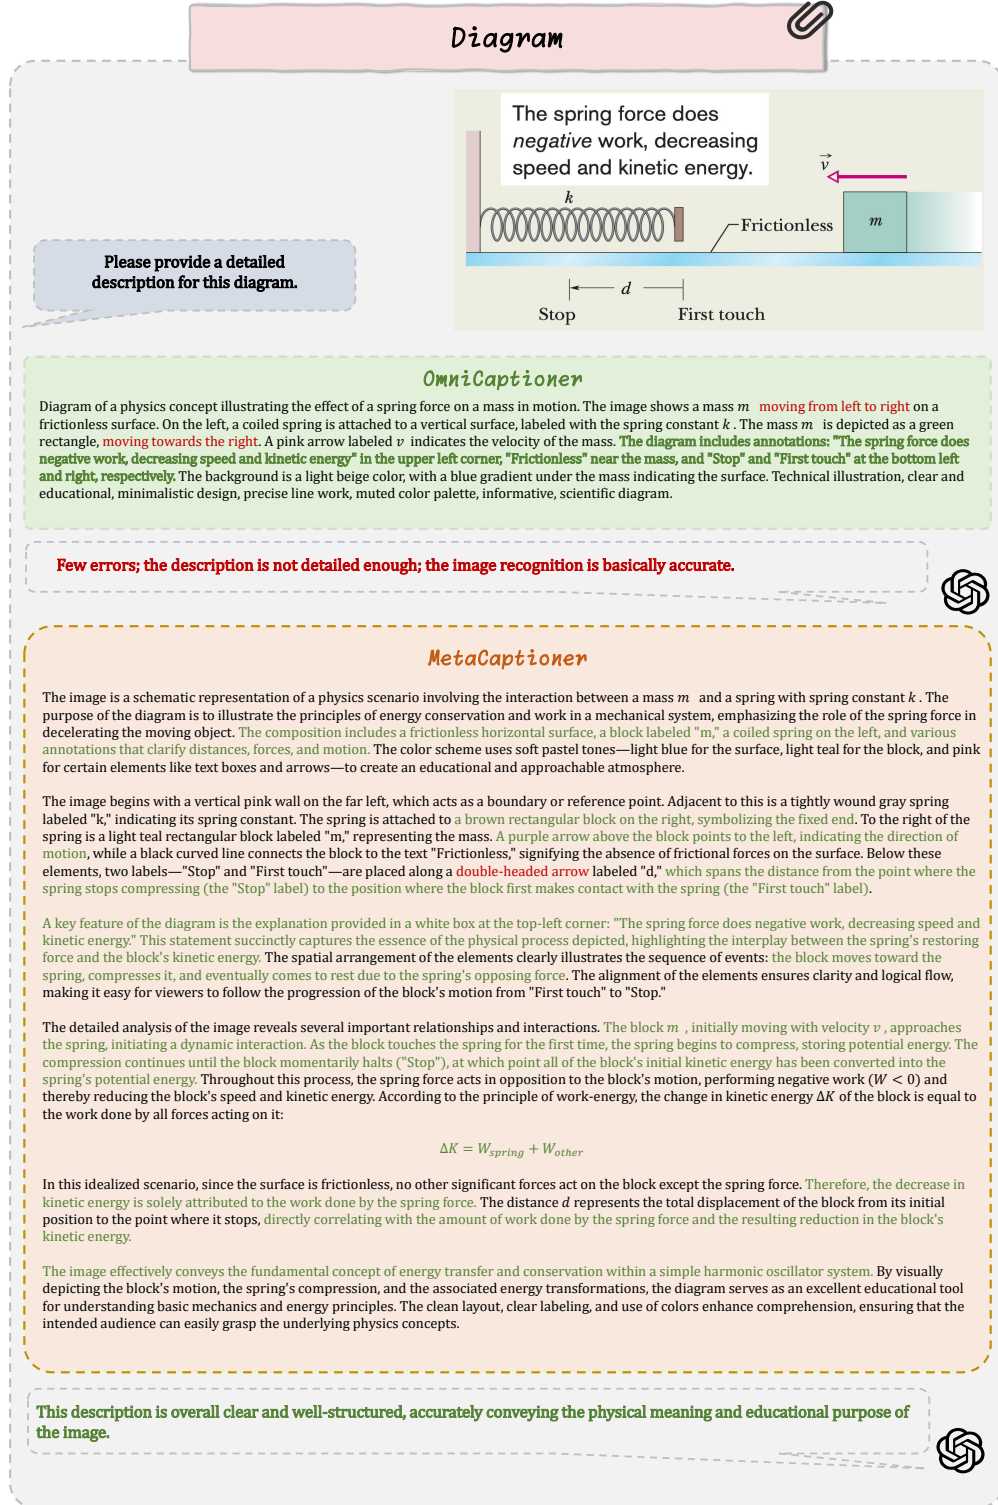 Diagram
The spring force does
negative work, decreasing
speed and kinetic energy.
v
k
Frictionless
m
d
Stop
First touch
Please provide a detailed
description for this diagram.
OmniCaptioner
Diagram of a physics concept illustrating the effect of a spring force on a mass in motion. The image shows a mass m moving from left to right on a
frictionless surface. On the left, a coiled spring is attached to a vertical surface, labeled with the spring constant k . The mass m is depicted as a green
rectangle, moving towards the right. A pink arrow labeled v indicates the velocity of the mass. The diagram includes annotations: "The spring force does
negative work, decreasing speed and kinetic energy" in the upper left corner, "Frictionless" near the mass, and "Stop" and "First touch" at the bottom left
and right, respectively. The background is a light beige color, with a blue gradient under the mass indicating the surface. Technical illustration, clear and
educational, minimalistic design, precise line work, muted color palette, informative, scientific diagram.
Few errors; the description is not detailed enough; the image recognition is basically accurate.
MetaCaptioner
The image is a schematic representation of a physics scenario involving the interaction between a mass m and a spring with spring constant k . The
purpose of the diagram is to illustrate the principles of energy conservation and work in a mechanical system, emphasizing the role of the spring force in
decelerating the moving object. The composition includes a frictionless horizontal surface, a block labeled "m," a coiled spring on the left, and various
annotations that clarify distances, forces, and motion. The color scheme uses soft pastel tones—light blue for the surface, light teal for the block, and pink
for certain elements like text boxes and arrows—to create an educational and approachable atmosphere.
The image begins with a vertical pink wall on the far left, which acts as a boundary or reference point. Adjacent to this is a tightly wound gray spring
labeled "k," indicating its spring constant. The spring is attached to a brown rectangular block on the right, symbolizing the fixed end. To the right of the
spring is a light teal rectangular block labeled "m," representing the mass. A purple arrow above the block points to the left, indicating the direction of
motion, while a black curved line connects the block to the text "Frictionless," signifying the absence of frictional forces on the surface. Below these
elements, two labels—"Stop" and "First touch"—are placed along a double-headed arrow labeled "d," which spans the distance from the point where the
spring stops compressing (the "Stop" label) to the position where the block first makes contact with the spring (the "First touch" label).
A key feature of the diagram is the explanation provided in a white box at the top-left corner: "The spring force does negative work, decreasing speed and
kinetic energy." This statement succinctly captures the essence of the physical process depicted, highlighting the interplay between the spring's restoring
force and the block's kinetic energy. The spatial arrangement of the elements clearly illustrates the sequence of events: the block moves toward the
spring, compresses it, and eventually comes to rest due to the spring's opposing force. The alignment of the elements ensures clarity and logical flow,
making it easy for viewers to follow the progression of the block's motion from "First touch" to "Stop."
The detailed analysis of the image reveals several important relationships and interactions. The block m , initially moving with velocity v , approaches
the spring, initiating a dynamic interaction. As the block touches the spring for the first time, the spring begins to compress, storing potential energy. The
compression continues until the block momentarily halts ("Stop"), at which point all of the block's initial kinetic energy has been converted into the
spring's potential energy. Throughout this process, the spring force acts in opposition to the block's motion, performing negative work (W < 0) and
thereby reducing the block's speed and kinetic energy. According to the principle of work-energy, the change in kinetic energy ΔK of the block is equal to
the work done by all forces acting on it:
ΔK = W_spring + W_other
In this idealized scenario, since the surface is frictionless, no other significant forces act on the block except the spring force. Therefore, the decrease in
kinetic energy is solely attributed to the work done by the spring force. The distance d represents the total displacement of the block from its initial
position to the point where it stops, directly correlating with the amount of work done by the spring force and the resulting reduction in the block's
kinetic energy.
The image effectively conveys the fundamental concept of energy transfer and conservation within a simple harmonic oscillator system. By visually
depicting the block's motion, the spring's compression, and the associated energy transformations, the diagram serves as an excellent educational tool
for understanding basic mechanics and energy principles. The clean layout, clear labeling, and use of colors enhance comprehension, ensuring that the
intended audience can easily grasp the underlying physics concepts.
This description is overall clear and well-structured, accurately conveying the physical meaning and educational purpose of
the image.